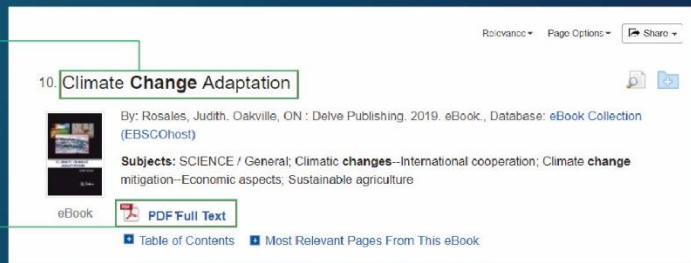 Relevance Page Options Share
10. Climate Change Adaptation
By: Rosales, Judith. Oakville, ON : Delve Publishing. 2019. eBook., Database: eBook Collection
(EBSCOhost)
Subjects: SCIENCE / General; Climatic changes--International cooperation; Climate change
mitigation--Economic aspects; Sustainable agriculture
eBook
PDF Full Text
Table of Contents Most Relevant Pages From This eBook